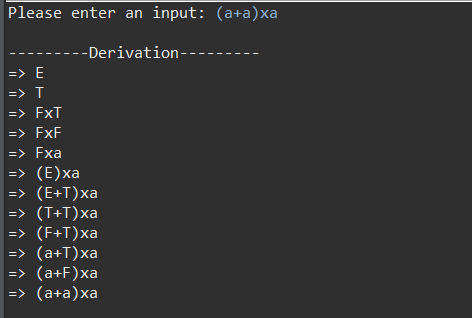 Please enter an input: (a+a)xa
---------Derivation---------
=> E
=> T
=> FxT
=> FxF
=> Fxa
=> (E)xa
=> (E+T)xa
=> (T+T)xa
=> (F+T)xa
=> (a+T)xa
=> (a+F)xa
=> (a+a)xa